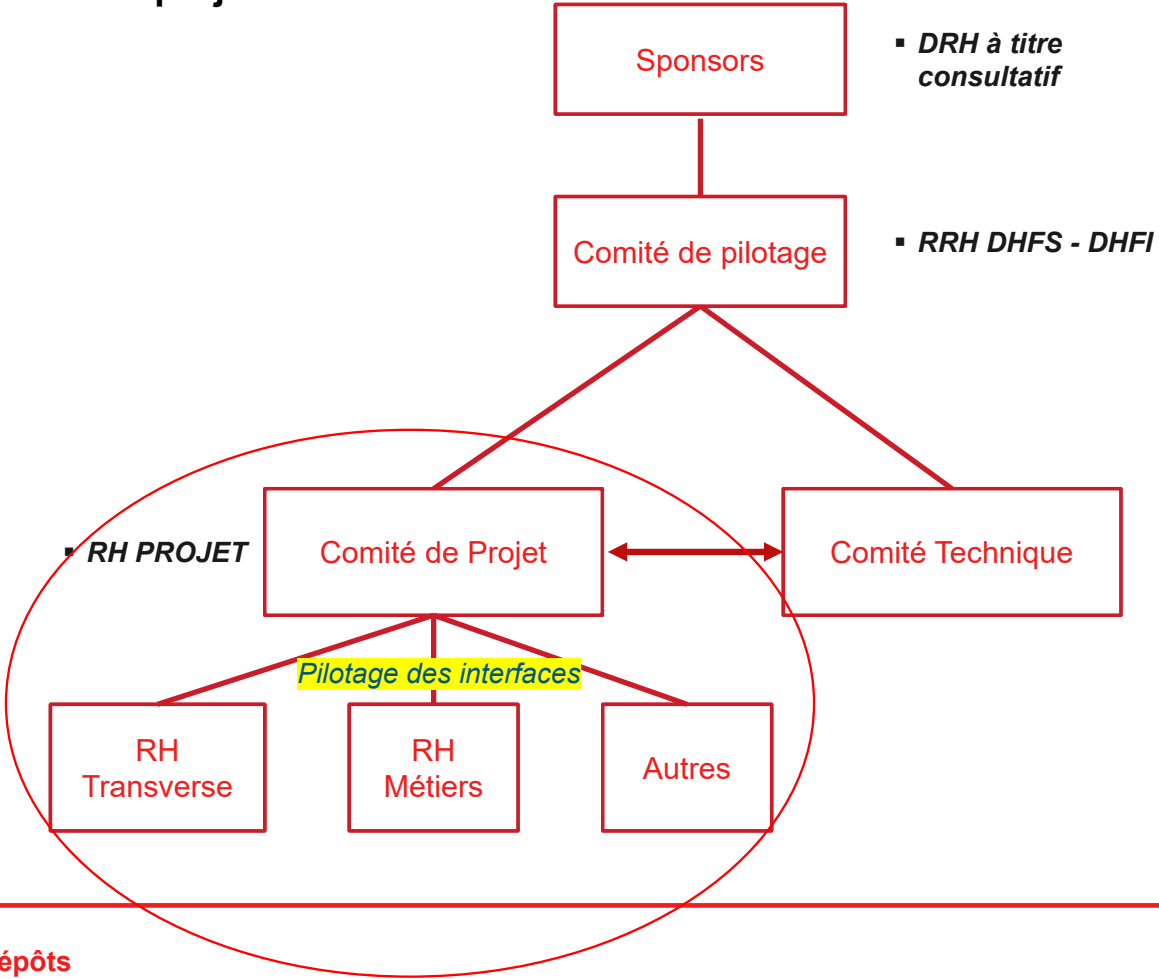 Sponsors
▪ DRH à titre
consultatif
Comité de pilotage
▪ RRH DHFS - DHFI
▪ RH PROJET
Comité de Projet
Comité Technique
Pilotage des interfaces
RH
Transverse
RH
Métiers
Autres
épôts